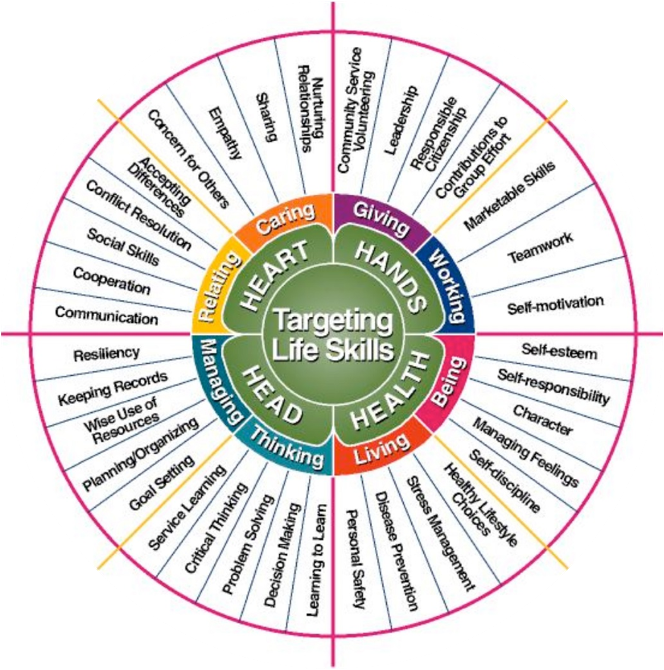 Targeting
Life Skills
HEART
HANDS
HEALTH
HEAD
Caring
Giving
Working
Being
Living
Thinking
Managing
Relating
Community Service
Volunteering
Leadership
Responsible
Citizenship
Contributions to
Group Effort
Marketable Skills
Teamwork
Self-motivation
Self-esteem
Self-responsibility
Character
Managing Feelings
Self-discipline
Healthy Lifestyle
Choices
Stress Management
Disease Prevention
Personal Safety
Learning to Learn
Decision Making
Problem Solving
Critical Thinking
Service Learning
Goal Setting
Planning/Organizing
Wise Use of
Resources
Keeping Records
Resiliency
Communication
Cooperation
Social Skills
Conflict Resolution
Accepting
Differences
Concern for Others
Empathy
Sharing
Nurturing
Relationships